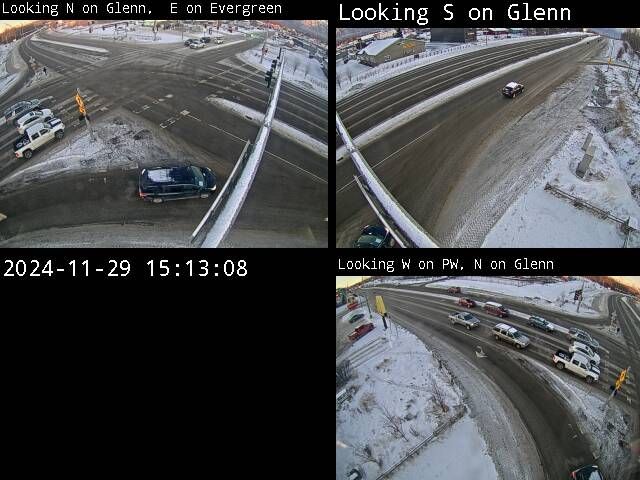 Looking N on Glenn,  E on Evergreen
Looking S on Glenn
2024-11-29 15:13:08
Looking W on PW, N on Glenn